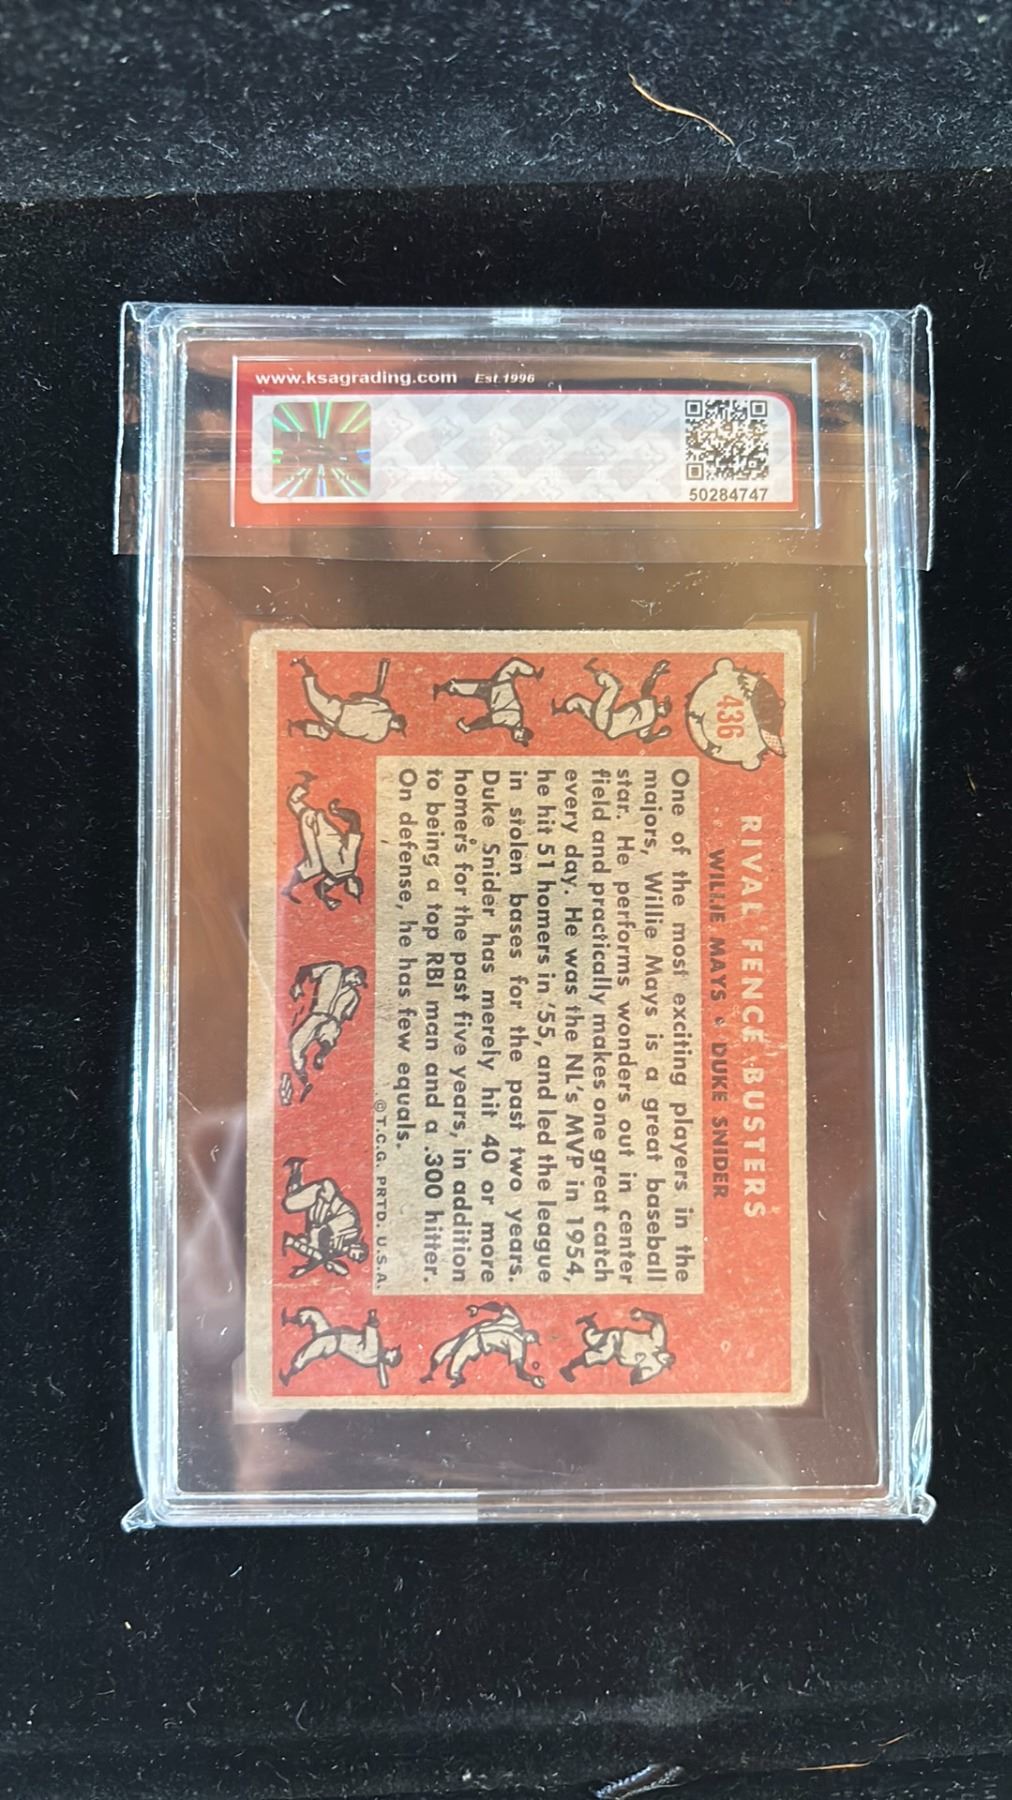 www.ksagrading.com Est.1996
50284747
436
RIVAL FENCE BUSTERS
WILLIE MAYS • DUKE SNIDER
One of the most exciting players in the
majors, Willie Mays is a great baseball
star. He performs wonders out in center
field and practically makes one great catch
every day. He was the NL's MVP in 1954,
he hit 51 homers in '55, and led the league
in stolen bases for the past two years.
Duke Snider has merely hit 40 or more
homers for the past five years, in addition
to being a top RBI man and a .300 hitter.
On defense, he has few equals.
© T.C.G. PRTD. U.S.A.